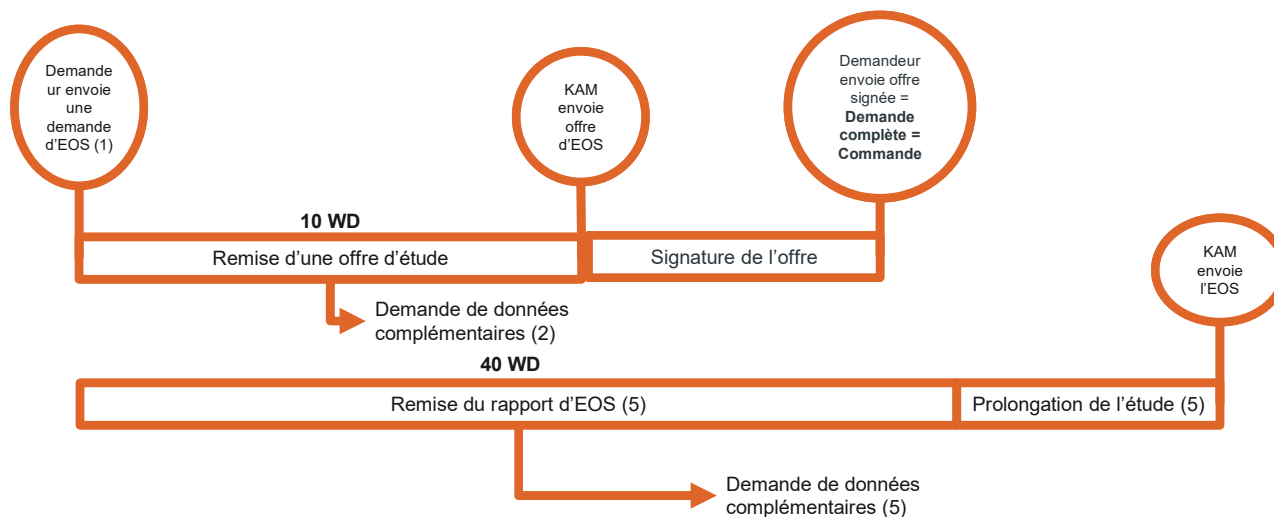 Demande
ur envoie
une
demande
d'EOS (1)
KAM
envoie
offre
d'EOS
Demandeur
envoie offre
signée =
Demande
complète =
Commande
10 WD
Remise d'une offre d'étude
Signature de l'offre
KAM
envoie
l'EOS
Demande de données
complémentaires (2)
40 WD
Remise du rapport d'EOS (5)
Prolongation de l'étude (5)
Demande de données
complémentaires (5)